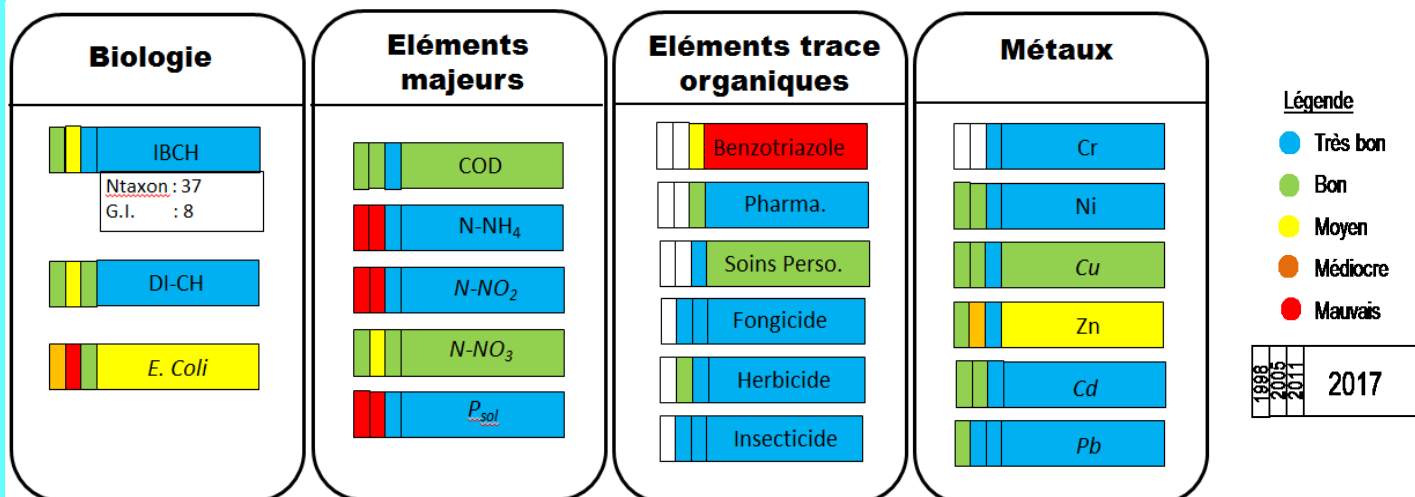 Biologie
IBCH
Ntaxon : 37
G.I. : 8
DI-CH
E. Coli
Eléments
majeurs
COD
N-NH₄
N-NO₂
N-NO₃
Psol
Eléments trace
organiques
Benzotriazole
Pharma.
Soins Perso.
Fongicide
Herbicide
Insecticide
Métaux
Cr
Ni
Cu
Zn
Cd
Pb
Légende
Très bon
Bon
Moyen
Médiocre
Mauvais
1998
2005
2011
2017